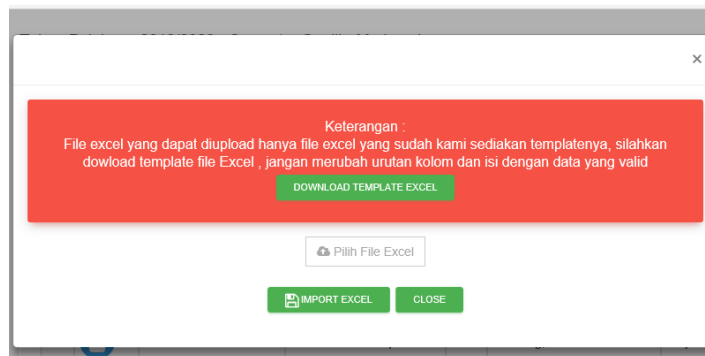 ×
Keterangan :
File excel yang dapat diupload hanya file excel yang sudah kami sediakan templatenya, silahkan
dowload template file Excel , jangan merubah urutan kolom dan isi dengan data yang valid
DOWNLOAD TEMPLATE EXCEL
Pilih File Excel
IMPORT EXCEL CLOSE